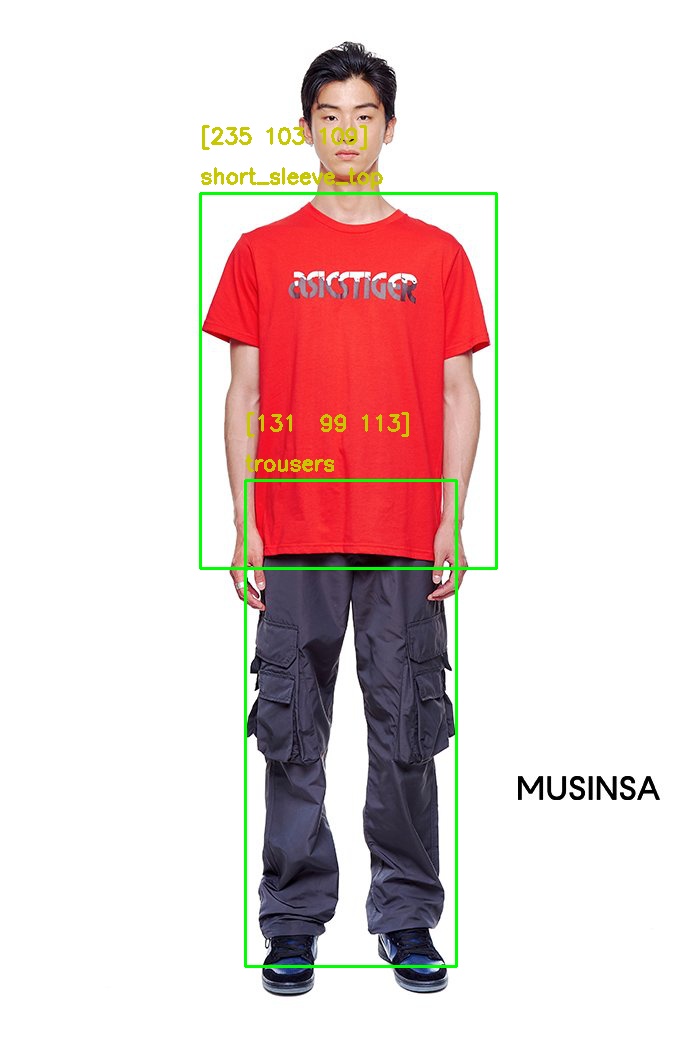 [235 103 109]
short_sleeve_top
ASICSTIGER
[131  99 113]
trousers
MUSINSA